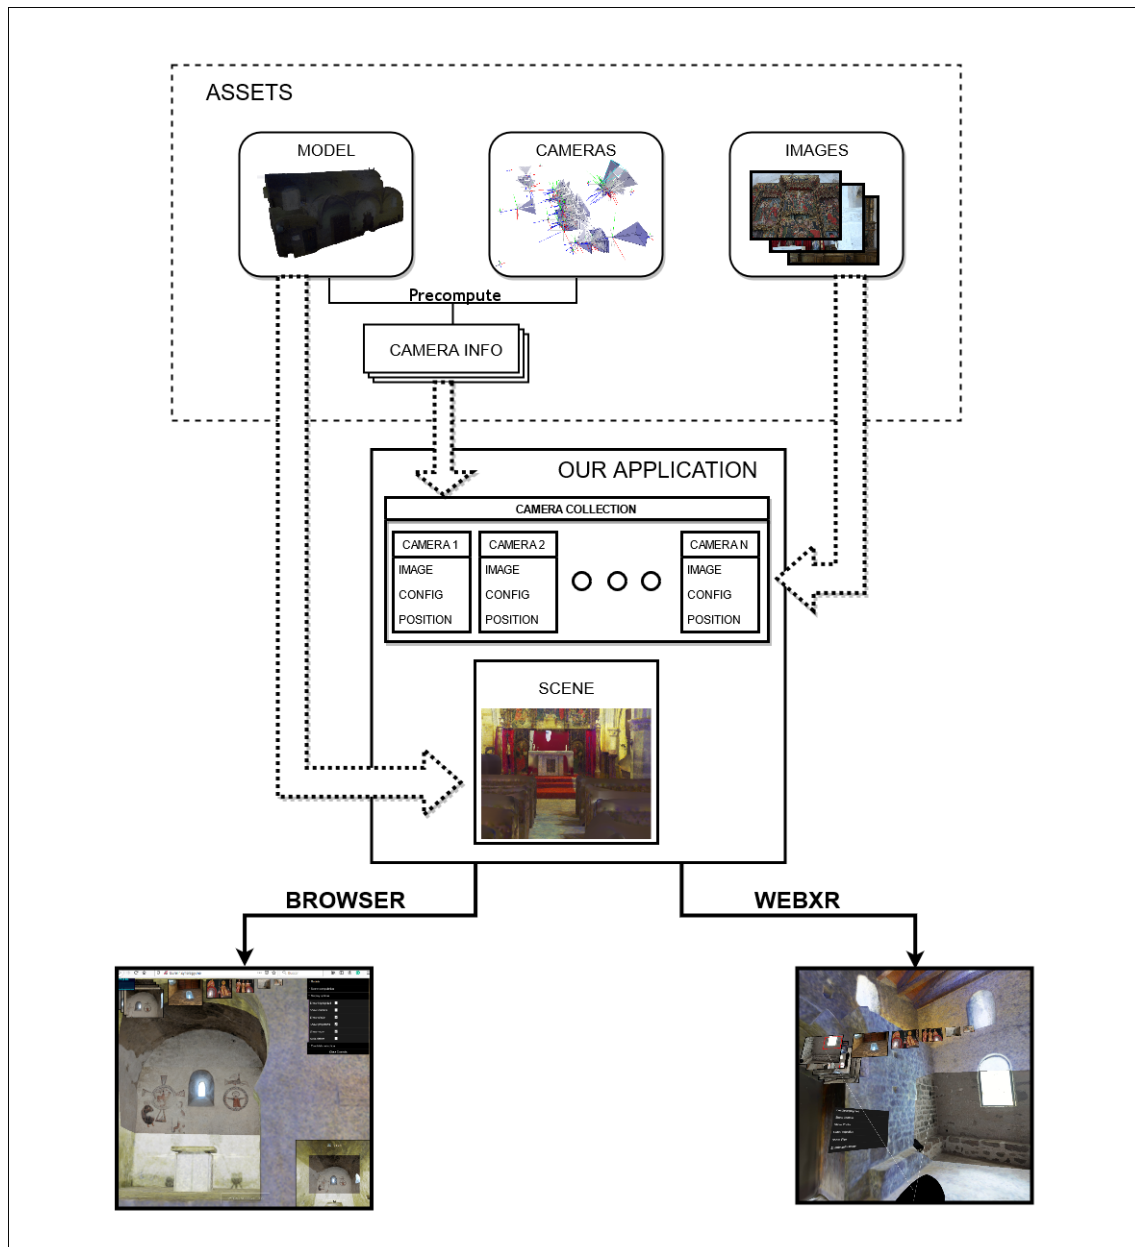 ASSETS
MODEL
CAMERAS
IMAGES
Precompute
CAMERA INFO
OUR APPLICATION
CAMERA COLLECTION
CAMERA 1
CAMERA 2
CAMERA N
IMAGE
IMAGE
IMAGE
CONFIG
CONFIG
CONFIG
POSITION
POSITION
POSITION
SCENE
BROWSER
WEBXR